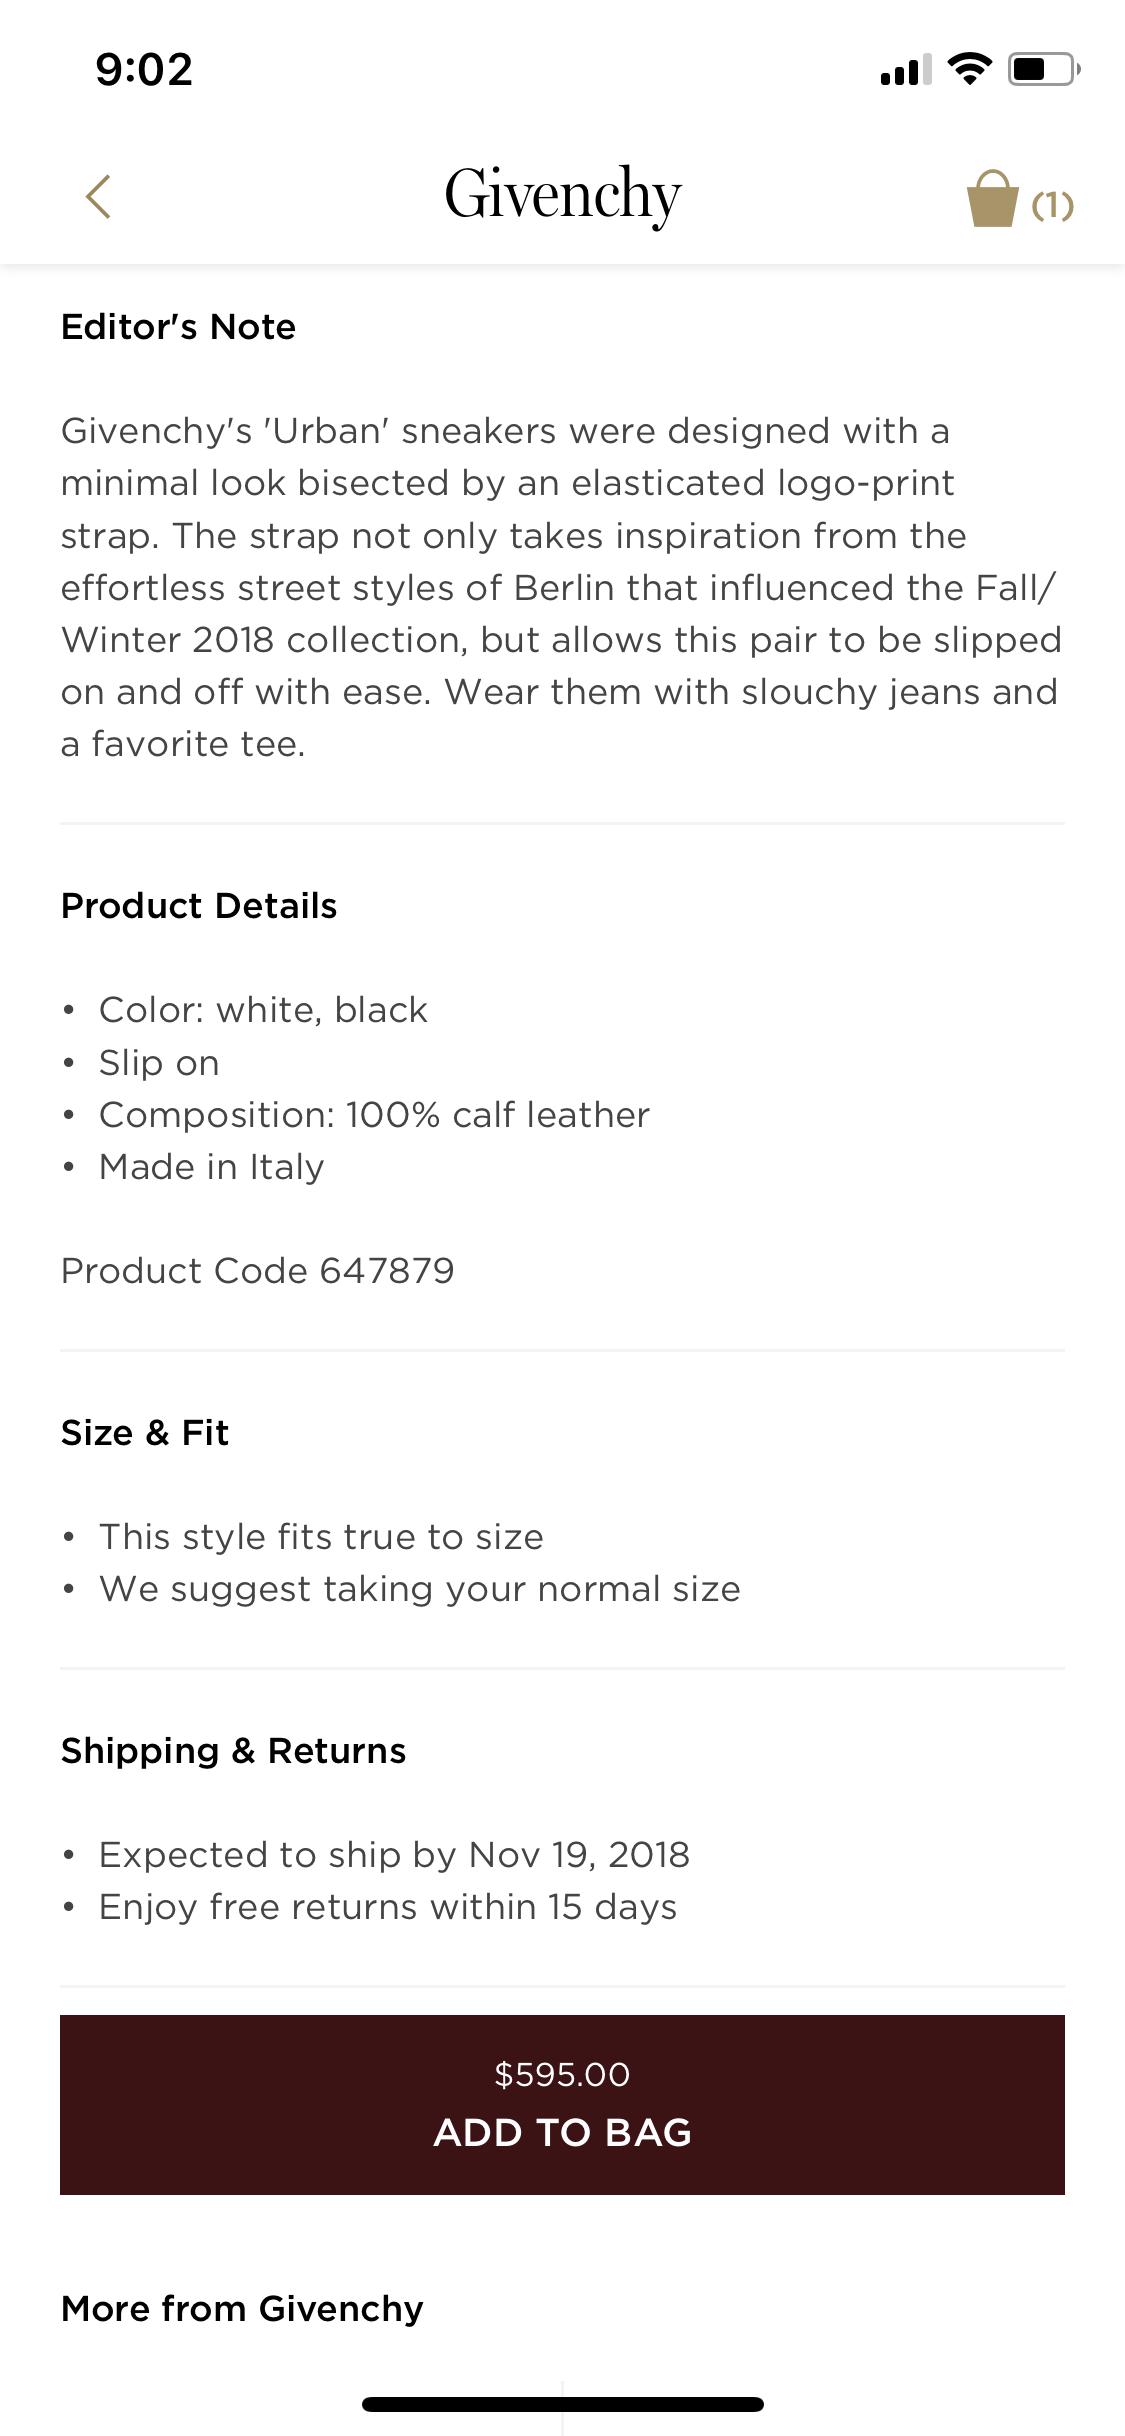 9:02
Givenchy
(1)
Editor's Note
Givenchy's 'Urban' sneakers were designed with a
minimal look bisected by an elasticated logo-print
strap. The strap not only takes inspiration from the
effortless street styles of Berlin that influenced the Fall/
Winter 2018 collection, but allows this pair to be slipped
on and off with ease. Wear them with slouchy jeans and
a favorite tee.
Product Details
• Color: white, black
• Slip on
• Composition: 100% calf leather
• Made in Italy
Product Code 647879
Size & Fit
• This style fits true to size
• We suggest taking your normal size
Shipping & Returns
• Expected to ship by Nov 19, 2018
• Enjoy free returns within 15 days
$595.00
ADD TO BAG
More from Givenchy